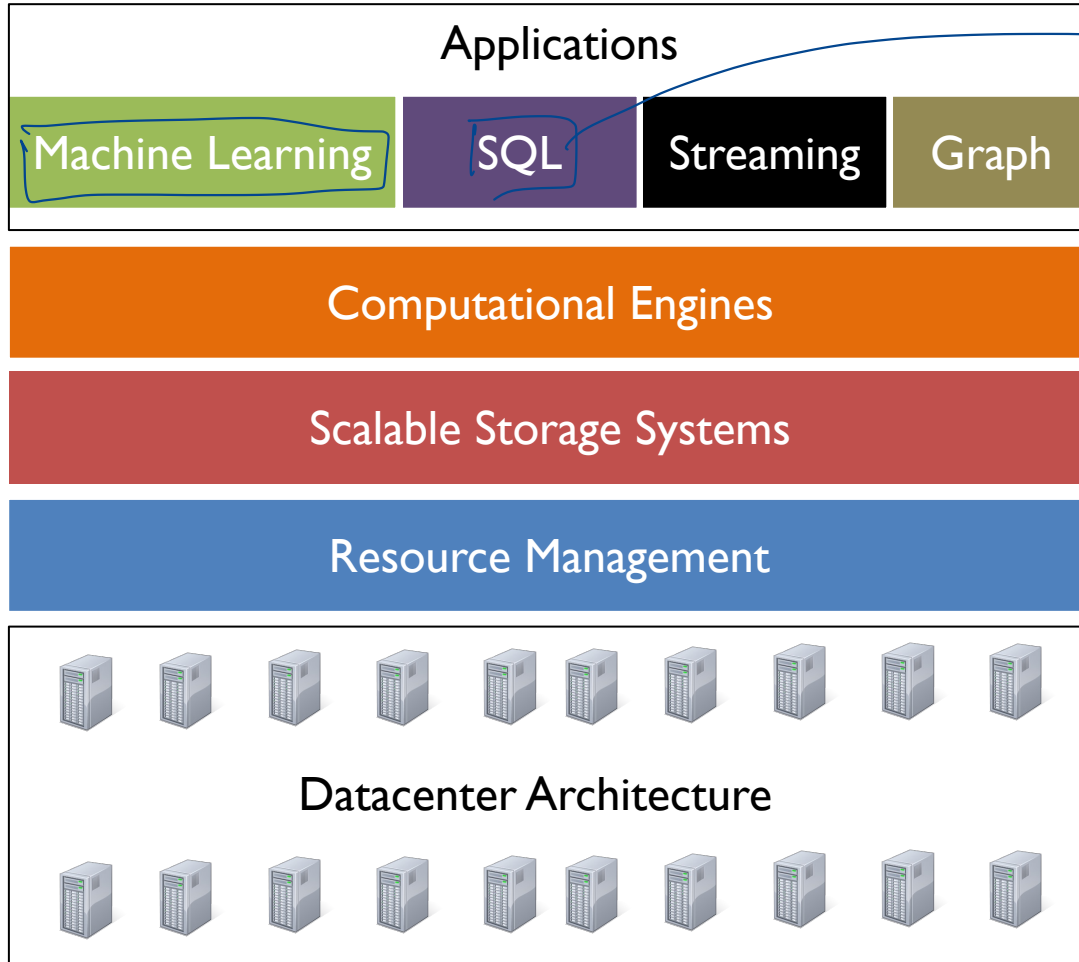 Applications
Machine Learning SQL Streaming Graph
Computational Engines
Scalable Storage Systems
Resource Management
Datacenter Architecture